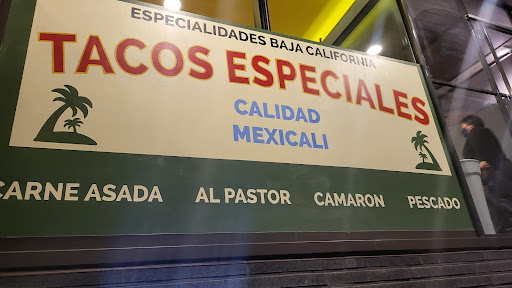 ESPECIALIDADES BAJA CALIFORNIA
TACOS ESPECIALES
CALIDAD
MEXICALI
CARNE ASADA AL PASTOR CAMARON PESCADO